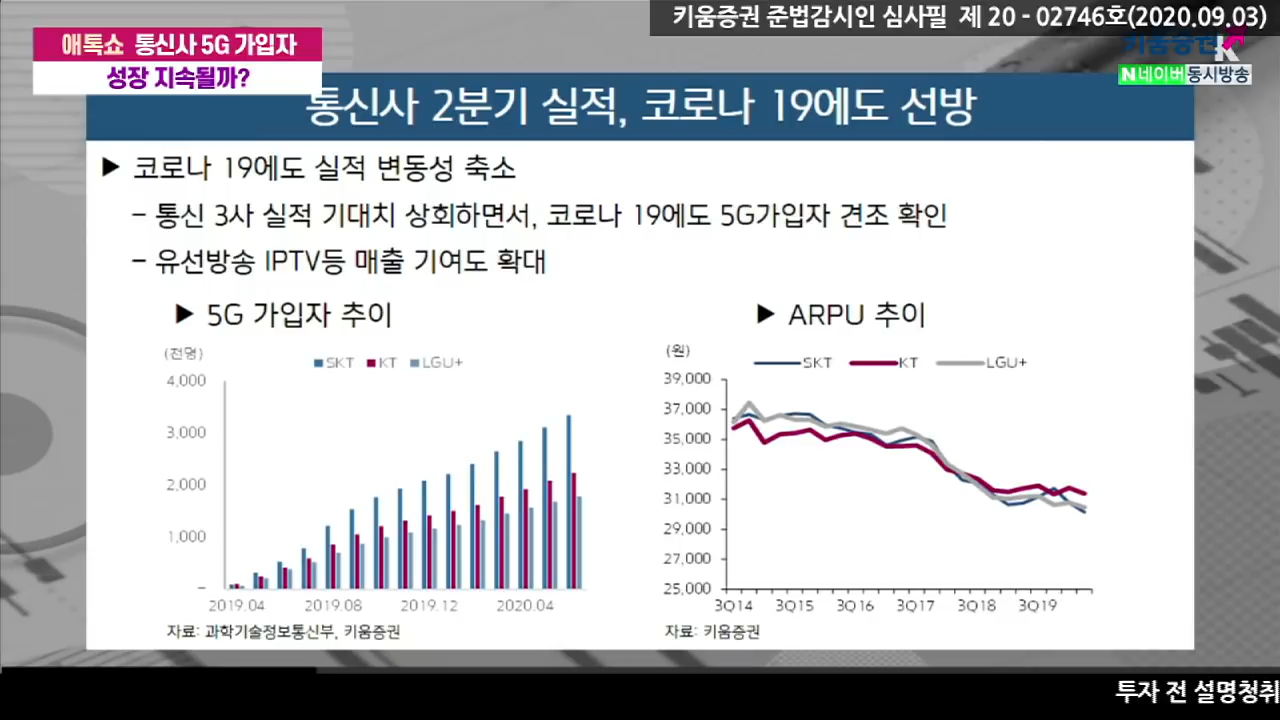 키움증권 준법감시인 심사필 제 20 - 02746호(2020.09.03)
애톡쇼 통신사 5G 가입자
성장 지속될까?
키움증권
N네이버동시방송
통신사 2분기 실적, 코로나 19에도 선방
▶ 코로나 19에도 실적 변동성 축소
- 통신 3사 실적 기대치 상회하면서, 코로나 19에도 5G가입자 견조 확인
- 유선방송 IPTV등 매출 기여도 확대
▶ 5G 가입자 추이
(천명)
SKT KT LGU+
4,000
3,000
2,000
1,000
-
2019.04 2019.08 2019.12 2020.04
자료: 과학기술정보통신부, 키움증권
▶ ARPU 추이
(원)
SKT KT LGU+
39,000
37,000
35,000
33,000
31,000
29,000
27,000
25,000
3Q14 3Q15 3Q16 3Q17 3Q18 3Q19
자료: 키움증권
투자 전 설명청취